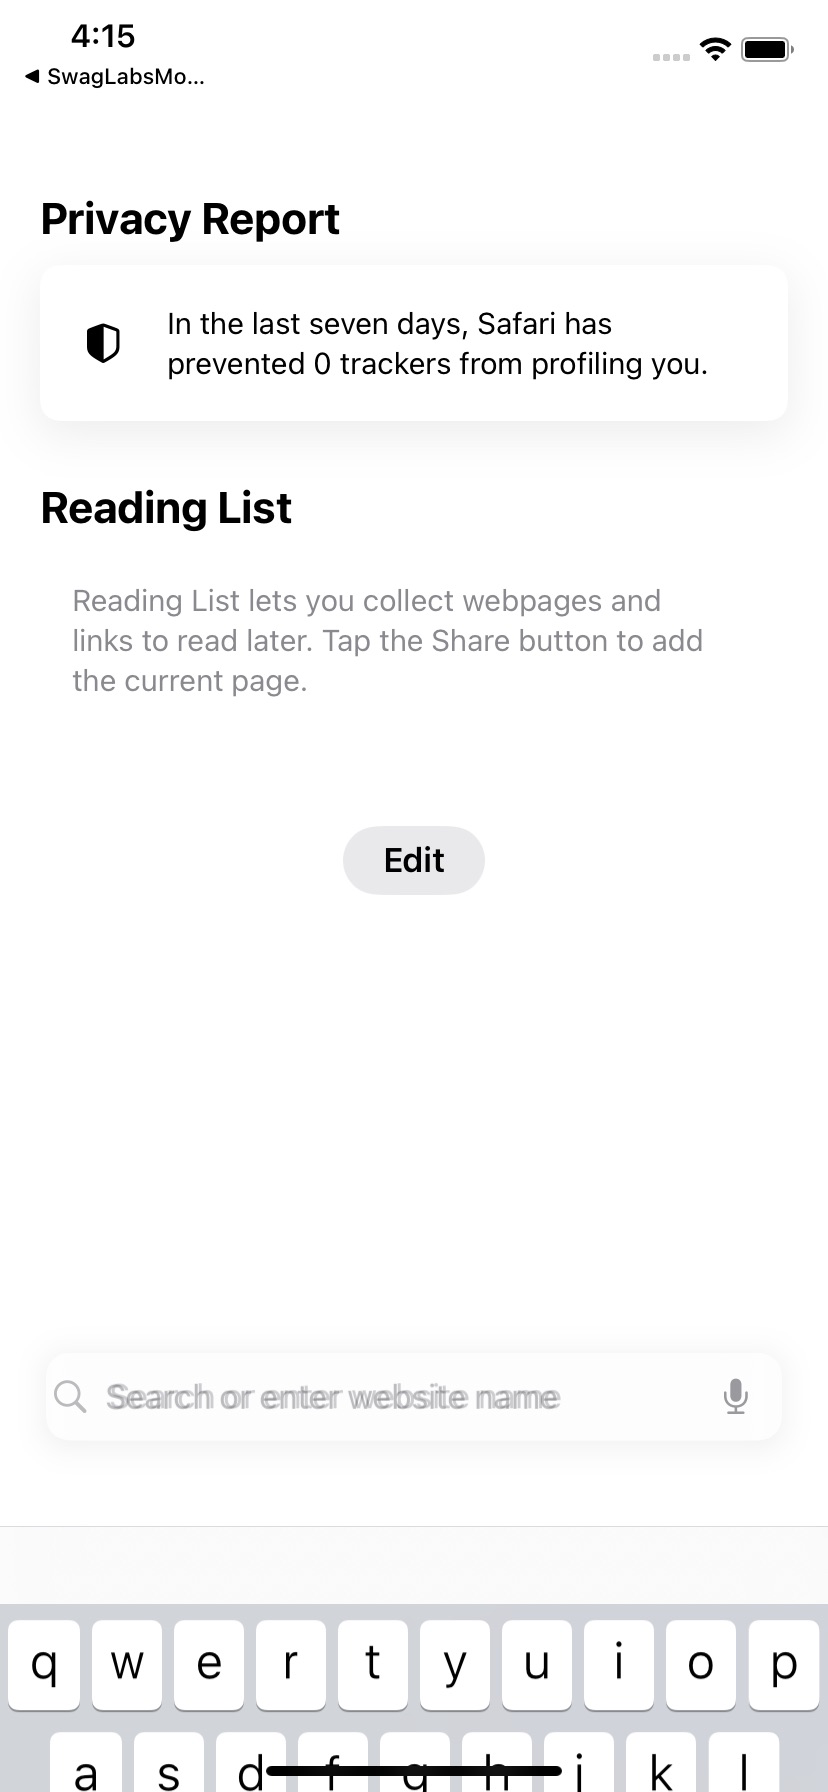 4:15
SwagLabsMo...
Privacy Report
In the last seven days, Safari has
prevented 0 trackers from profiling you.
Reading List
Reading List lets you collect webpages and
links to read later. Tap the Share button to add
the current page.
Edit
Search or enter website name
q w e r t y u i o p
a s d f g h j k l